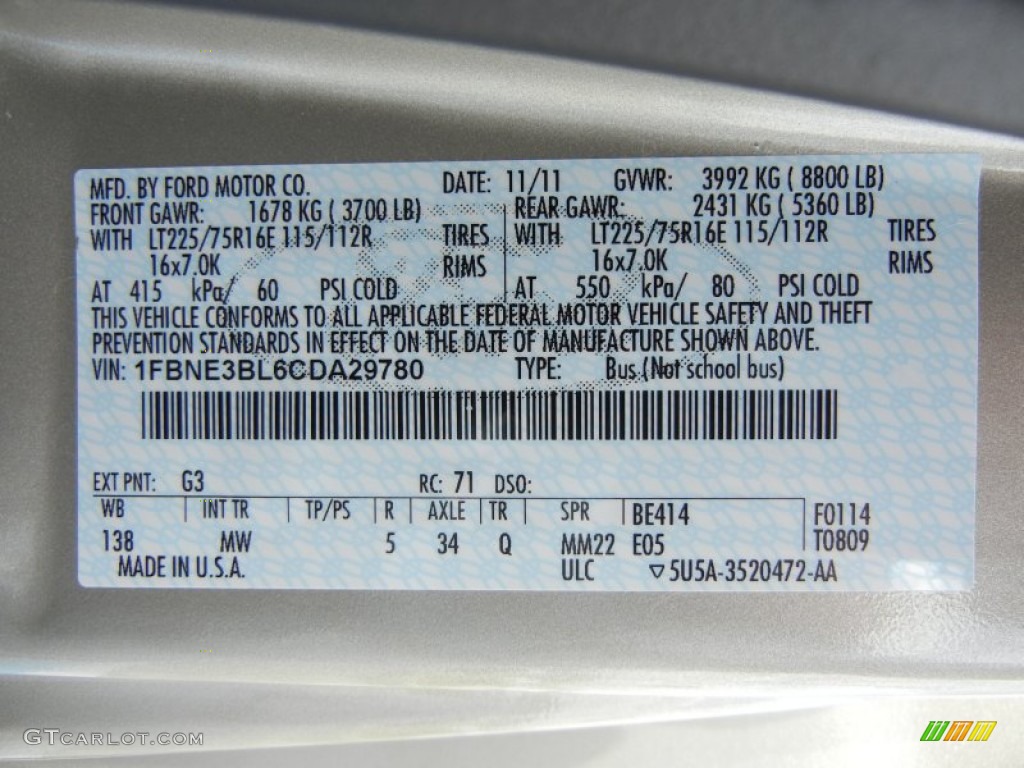 MFD. BY FORD MOTOR CO. DATE: 11/11 GVWR: 3992 KG ( 8800 LB)
FRONT GAWR: 1678 KG ( 3700 LB) REAR GAWR: 2431 KG ( 5360 LB)
WITH LT225/75R16E 115/112R TIRES WITH LT225/75R16E 115/112R TIRES
16x7.0K RIMS 16x7.0K RIMS
AT 415 kPa/ 60 PSI COLD AT 550 kPa/ 80 PSI COLD
THIS VEHICLE CONFORMS TO ALL APPLICABLE FEDERAL MOTOR VEHICLE SAFETY AND THEFT
PREVENTION STANDARDS IN EFFECT ON THE DATE OF MANUFACTURE SHOWN ABOVE.
VIN: 1FBNE3BL6CDA29780 TYPE: Bus (Not school bus)
EXT PNT: G3 RC: 71 DSO:
WB INT TR TP/PS R AXLE TR SPR BE414 F0114
138 MW 5 34 Q MM22 E05 T0809
MADE IN U.S.A. ULC ▽5U5A-3520472-AA
GTCARLOT.COM